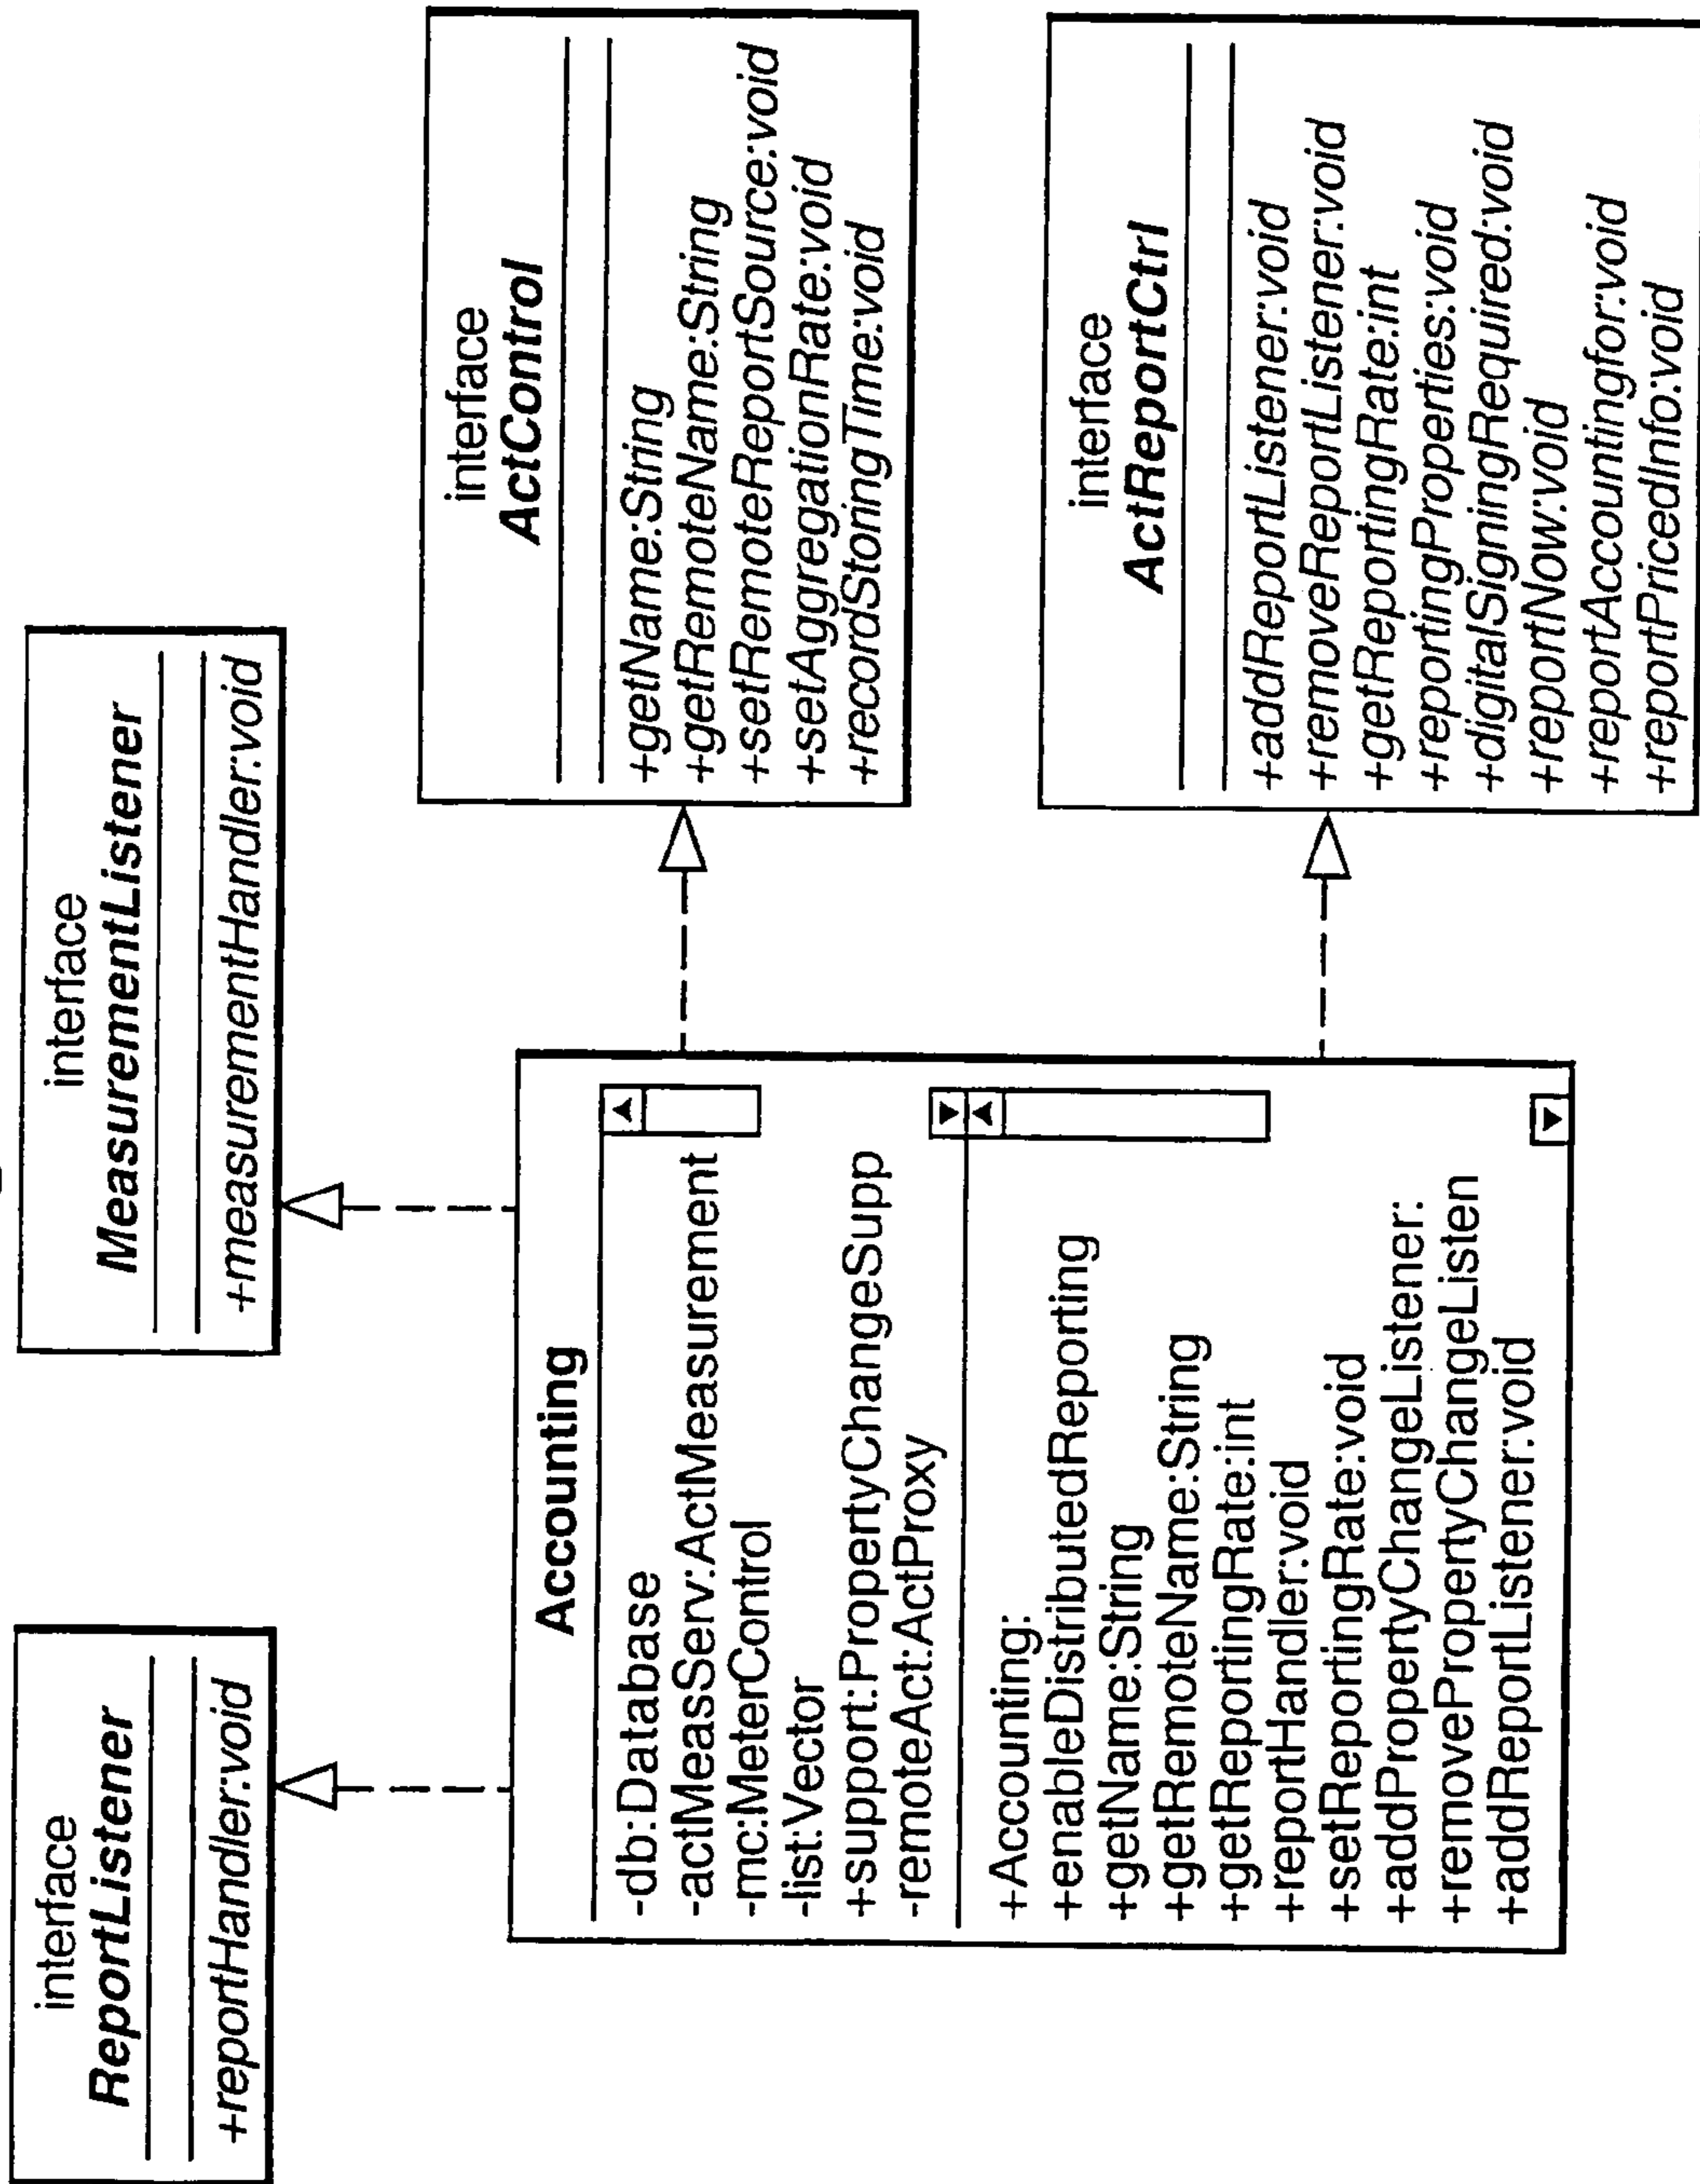 interface
ReportListener
+reportHandler:void
interface
MeasurementListener
+measurementHandler:void
Accounting
-db:Database
-actMeasServ:ActMeasurement
-mc:MeterControl
-list:Vector
+support:PropertyChangeSupp
-remoteAct:ActProxy
+Accounting:
+enableDistributedReporting
+getName:String
+getRemoteName:String
+getReportingRate:int
+reportHandler:void
+setReportingRate:void
+addPropertyChangeListener:
+removePropertyChangeListen
+addReportListener:void
interface
ActControl
+getName:String
+getRemoteName:String
+setRemoteReportSource:void
+setAggregationRate:void
+recordStoringTime:void
interface
ActReportCtrl
+addReportListener:void
+removeReportListener:void
+getReportingRate:int
+reportingProperties:void
+digitalSigningRequired:void
+reportNow:void
+reportAccountingfor:void
+reportPricedInfo:void